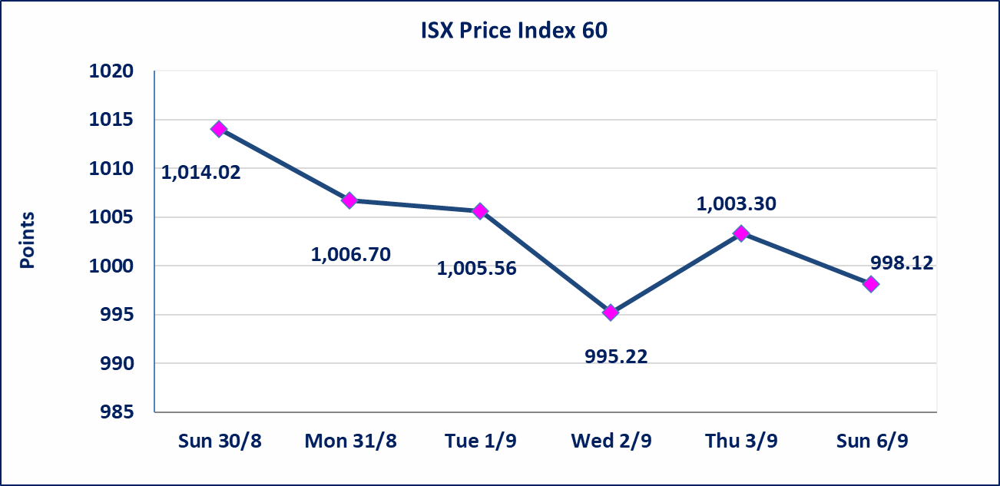 ISX Price Index 60
1020
1015
1010
1005
1000
995
990
985
Points
1,014.02
1,006.70
1,005.56
995.22
1,003.30
998.12
Sun 30/8
Mon 31/8
Tue 1/9
Wed 2/9
Thu 3/9
Sun 6/9